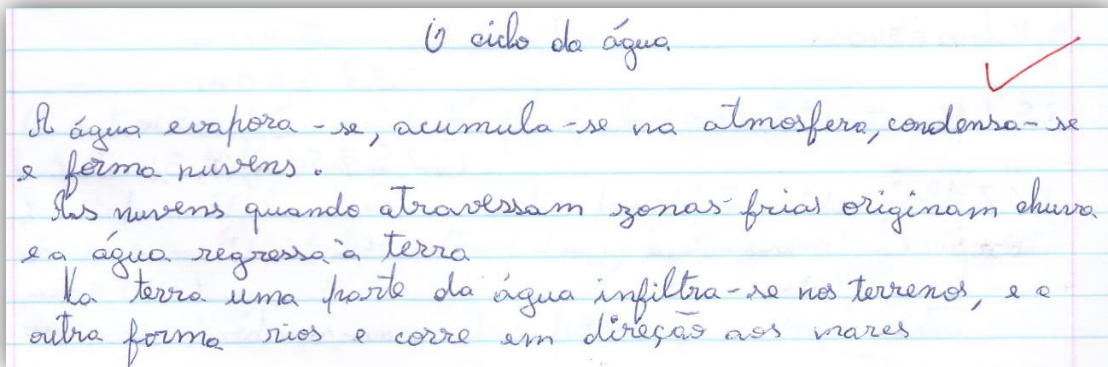 O ciclo da água
A água evapora-se, acumula-se na atmosfera, condensa-se
e forma nuvens.
As nuvens quando atravessam zonas frias originam chuva
e a água regressa à terra
Na terra uma parte da água infiltra-se nos terrenos, e a
outra forma rios e corre em direção aos mares